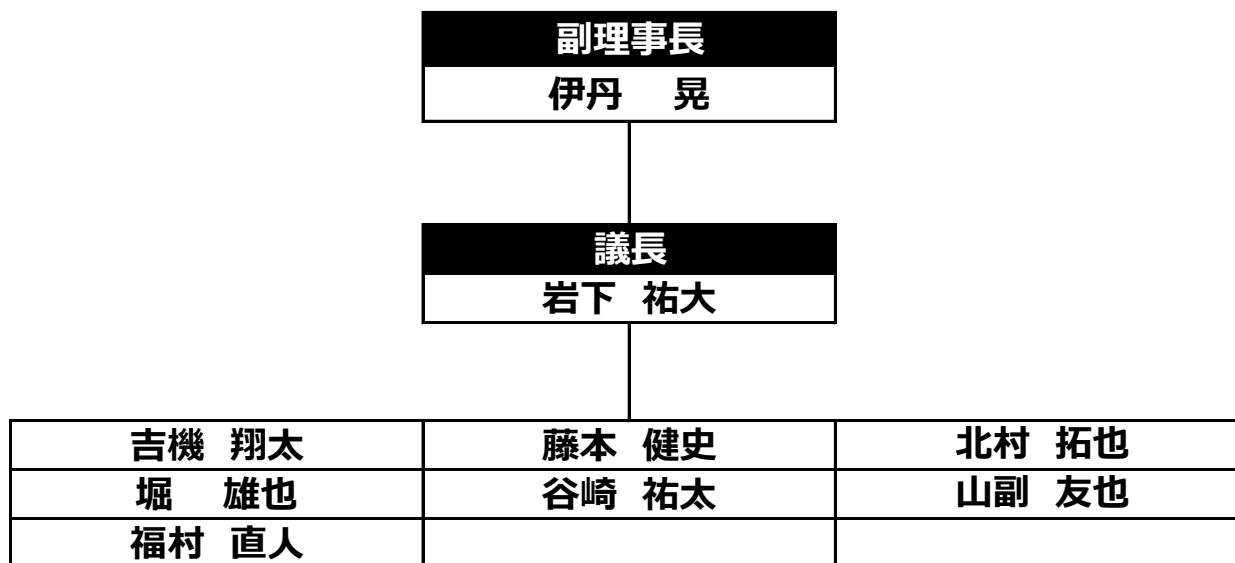 副理事長
伊丹 晃
議長
岩下 祐大
吉機 翔太 藤本 健史 北村 拓也
堀 雄也 谷崎 祐太 山副 友也
福村 直人